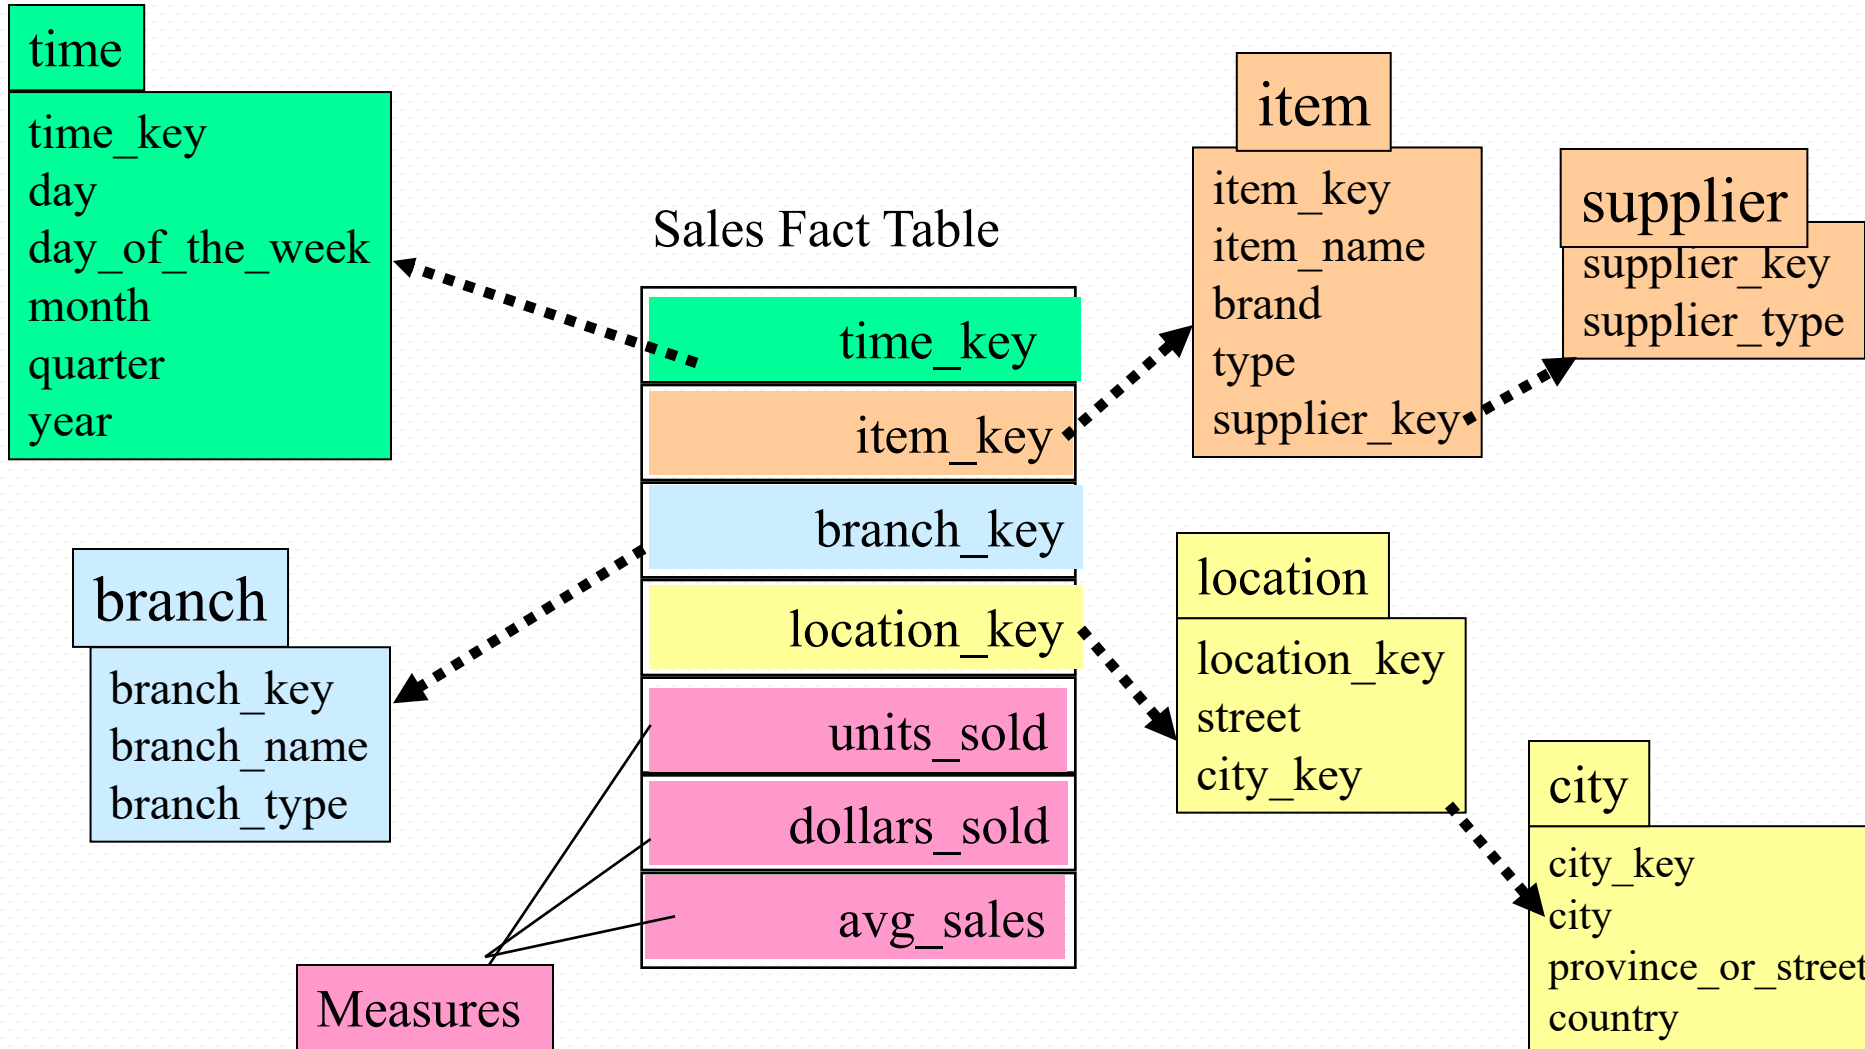 time
time_key
day
day_of_the_week
month
quarter
year
Sales Fact Table
time_key
item_key
branch_key
location_key
units_sold
dollars_sold
avg_sales
Measures
branch
branch_key
branch_name
branch_type
item
item_key
item_name
brand
type
supplier_key
supplier
supplier_key
supplier_type
location
location_key
street
city_key
city
city_key
city
province_or_street
country